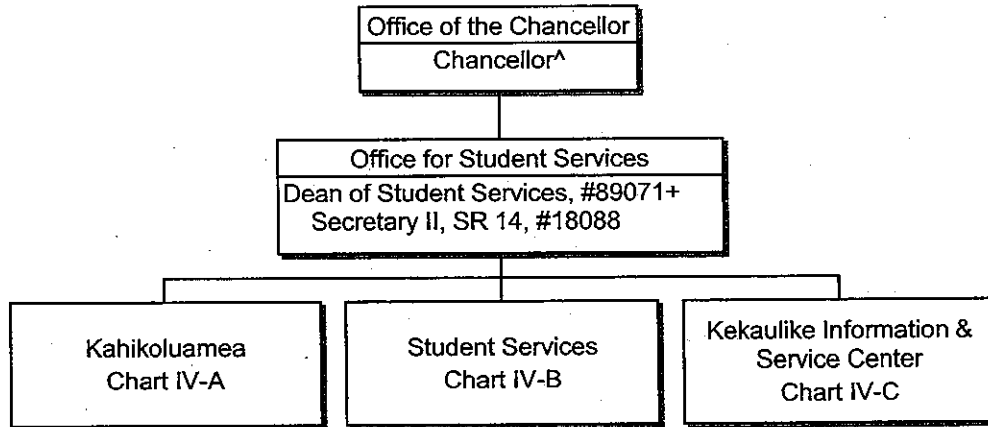 Office of the Chancellor
Chancellor^
Office for Student Services
Dean of Student Services, #89071+
Secretary II, SR 14, #18088
Kahikoluamea
Chart IV-A
Student Services
Chart IV-B
Kekaulike Information &
Service Center
Chart IV-C